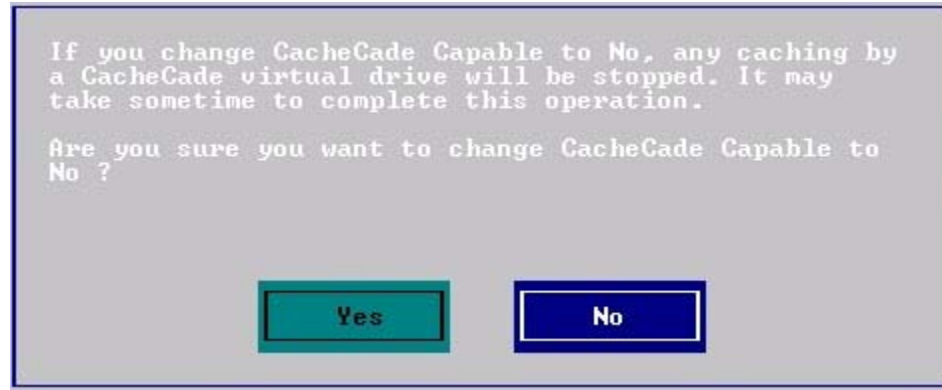 If you change CacheCade Capable to No, any caching by
a CacheCade virtual drive will be stopped. It may
take sometime to complete this operation.
Are you sure you want to change CacheCade Capable to
No ?
Yes
No